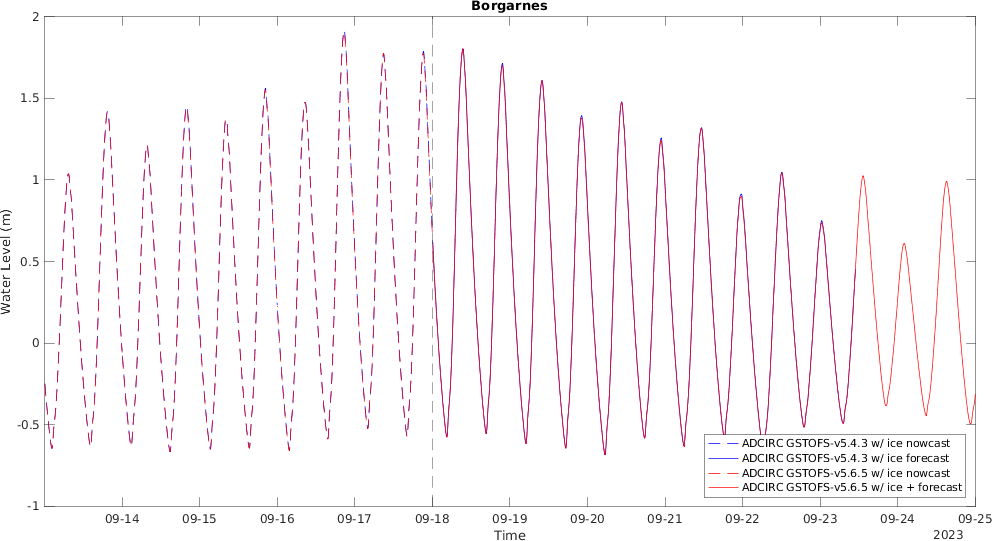 Borgarnes
2
1.5
1
0.5
0
-0.5
-1
Water Level (m)
09-14
09-15
09-16
09-17
09-18
09-19
09-20
09-21
09-22
09-23
09-24
09-25
Time
2023
ADCIRC GSTOFS-v5.4.3 w/ ice nowcast
ADCIRC GSTOFS-v5.4.3 w/ ice forecast
ADCIRC GSTOFS-v5.6.5 w/ ice nowcast
ADCIRC GSTOFS-v5.6.5 w/ ice + forecast